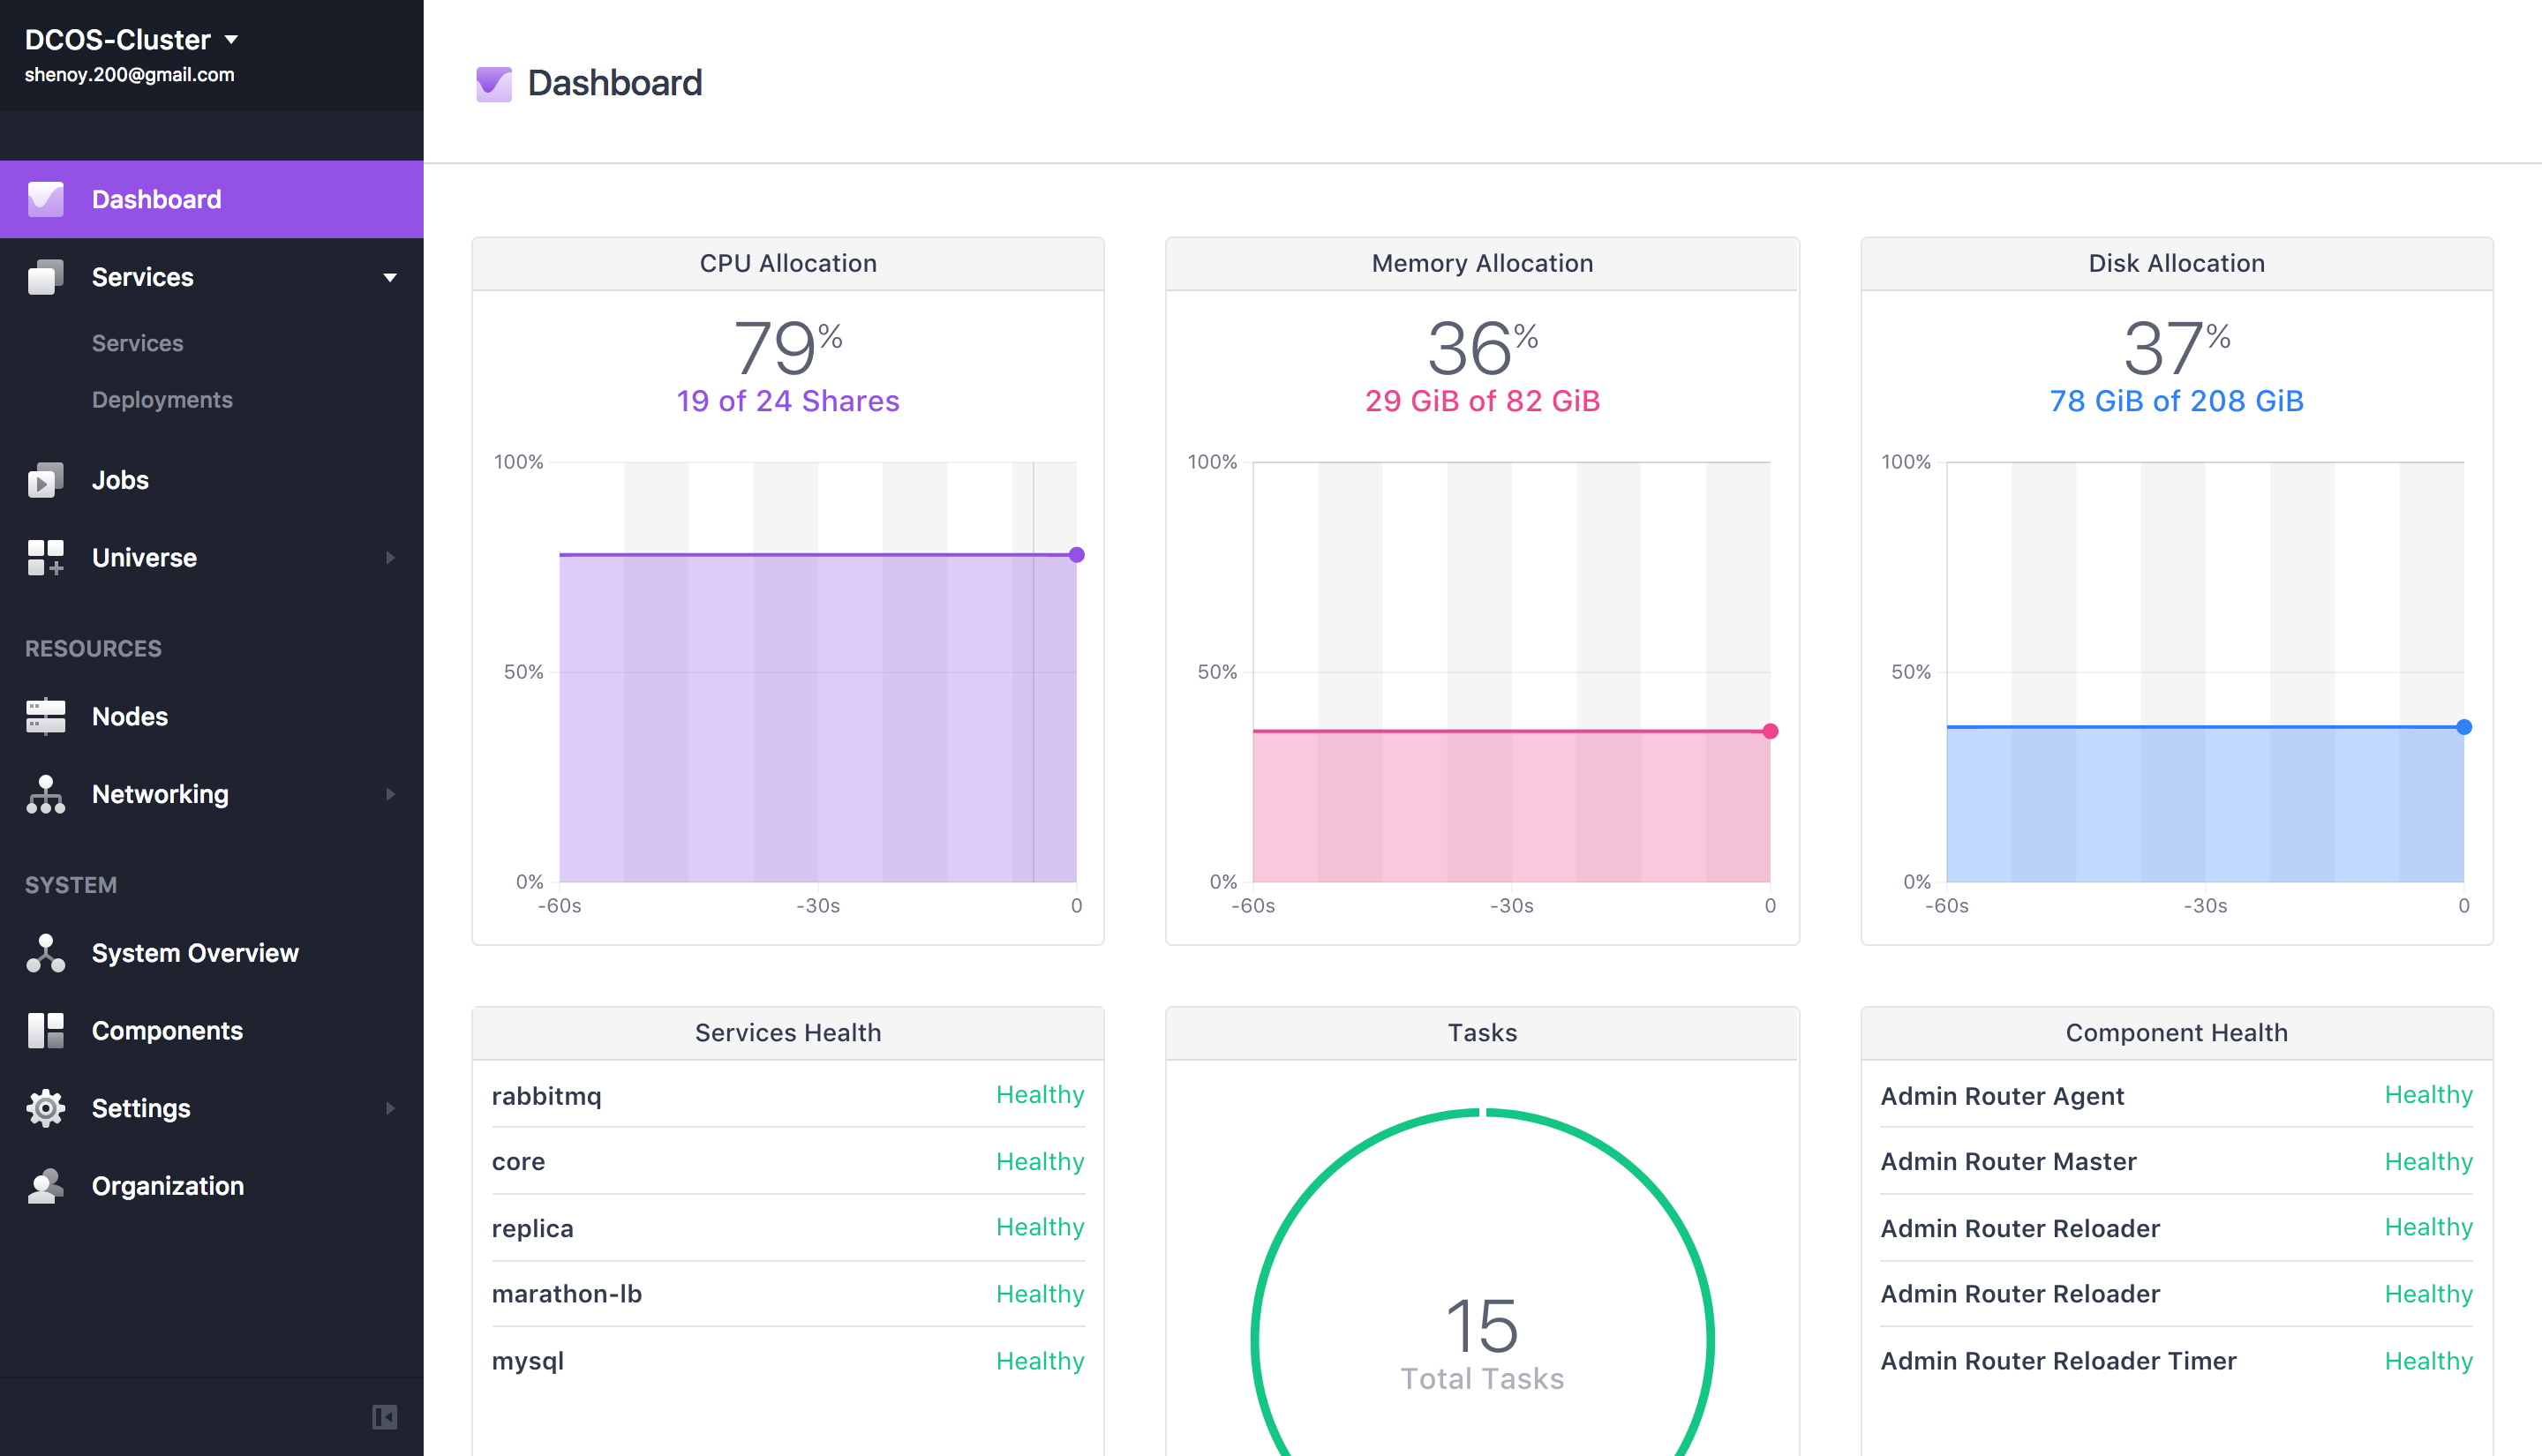 DCOS-Cluster
shenoy.200@gmail.com
Dashboard
Services
Services
Deployments
Jobs
Universe
RESOURCES
Nodes
Networking
SYSTEM
System Overview
Components
Settings
Organization
Dashboard
CPU Allocation
79%
19 of 24 Shares
100%
50%
0%
-60s -30s 0
Memory Allocation
36%
29 GiB of 82 GiB
100%
50%
0%
-60s -30s 0
Disk Allocation
37%
78 GiB of 208 GiB
100%
50%
0%
-60s -30s 0
Services Health
rabbitmq Healthy
core Healthy
replica Healthy
marathon-lb Healthy
mysql Healthy
Tasks
15
Total Tasks
Component Health
Admin Router Agent Healthy
Admin Router Master Healthy
Admin Router Reloader Healthy
Admin Router Reloader Healthy
Admin Router Reloader Timer Healthy